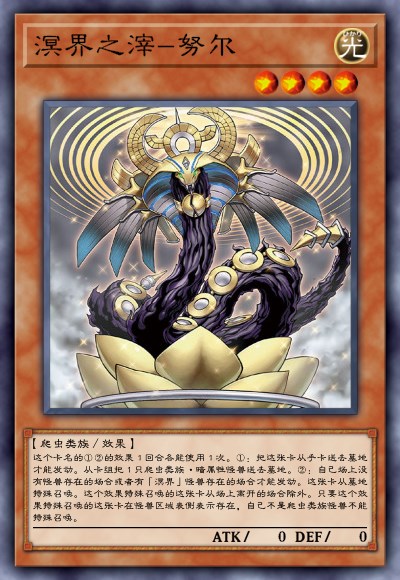 溟界之滓–努尔
光
【爬虫类族／效果】
这个卡名的①②的效果1回合各能使用1次。①：把这张卡从手卡送去墓地
才能发动。从卡组把1只爬虫类族·暗属性怪兽送去墓地。②：自己场上没
有怪兽存在的场合或者有「溟界」怪兽存在的场合才能发动。这张卡从墓地
特殊召唤。这个效果特殊召唤的这张卡从场上离开的场合除外。只要这个效
果特殊召唤的这张卡在怪兽区域表侧表示存在，自己不是爬虫类族怪兽不能
特殊召唤。
ATK/ 0 DEF/ 0